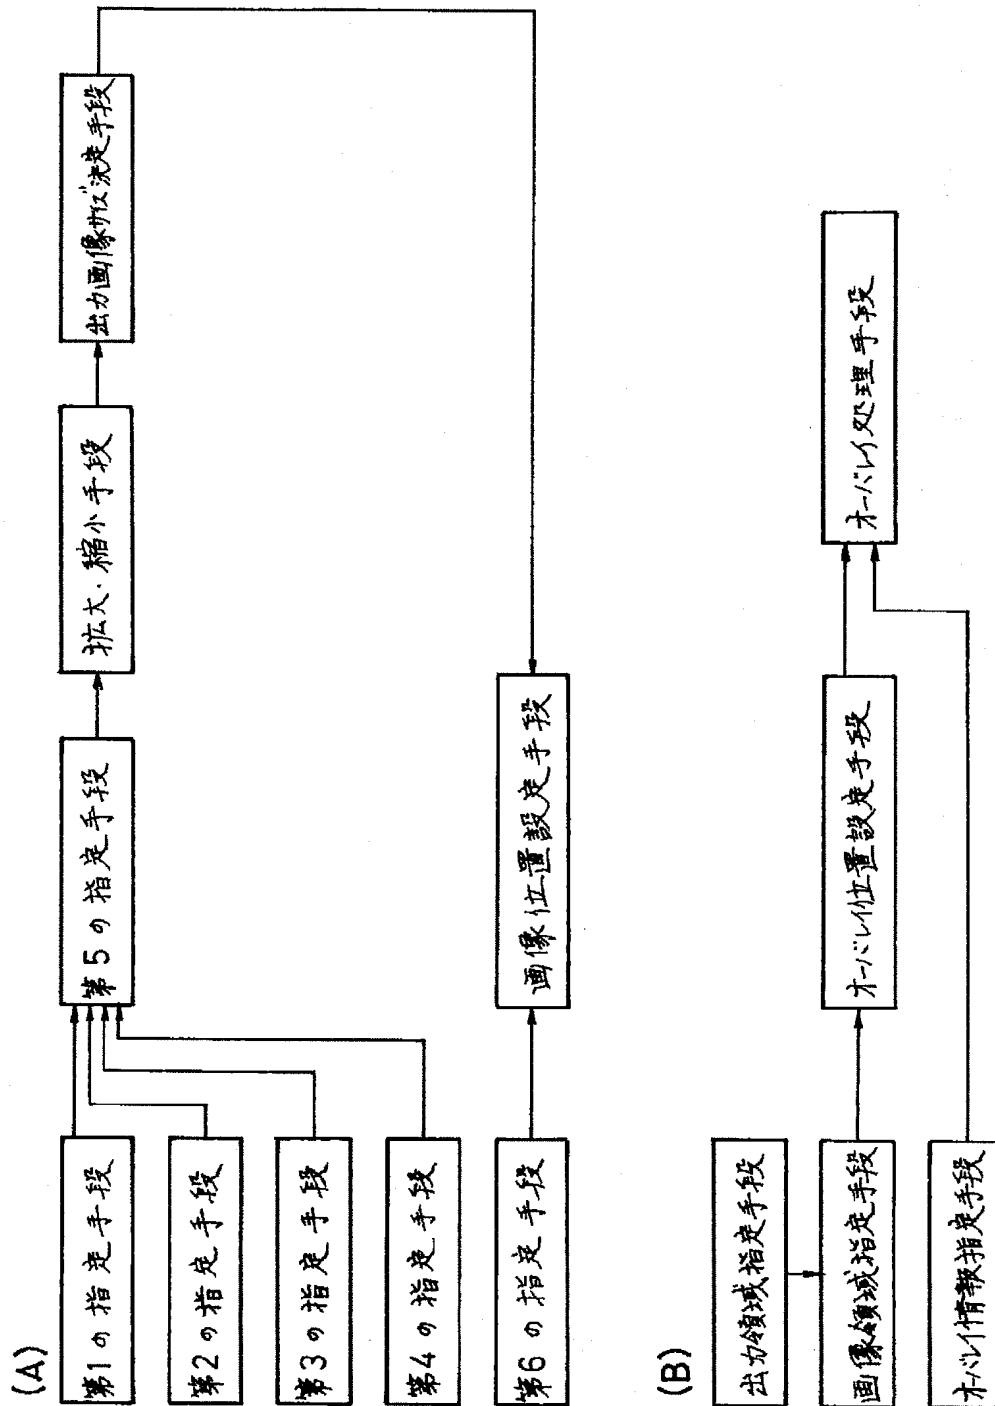 (A)
第1の指定手段
第2の指定手段
第3の指定手段
第4の指定手段
第5の指定手段
拡大・縮小手段
出力画像サイズ決定手段
第6の指定手段
画像位置設定手段
(B)
出力領域指定手段
画像領域指定手段
オーバレイ位置設定手段
オーバレイ処理手段
オーバレイ情報指定手段